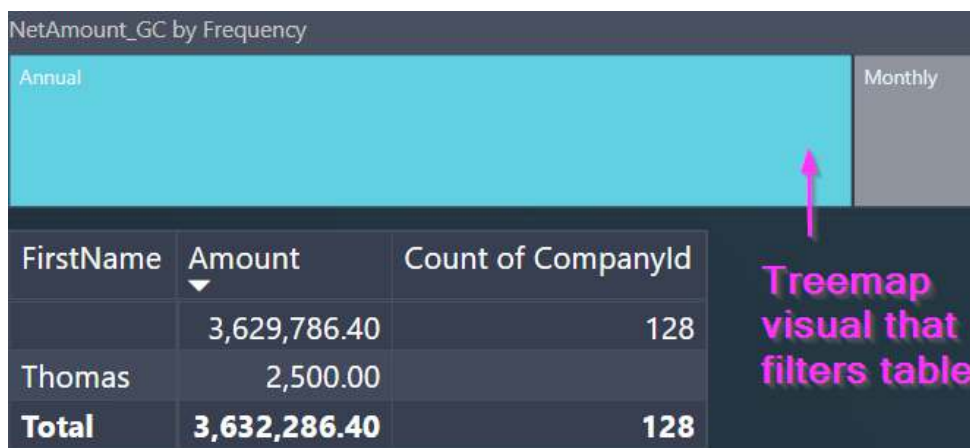 NetAmount_GC by Frequency
Annual
Monthly
FirstName Amount Count of CompanyId
3,629,786.40 128
Thomas 2,500.00
Total 3,632,286.40 128
Treemap
visual that
filters table